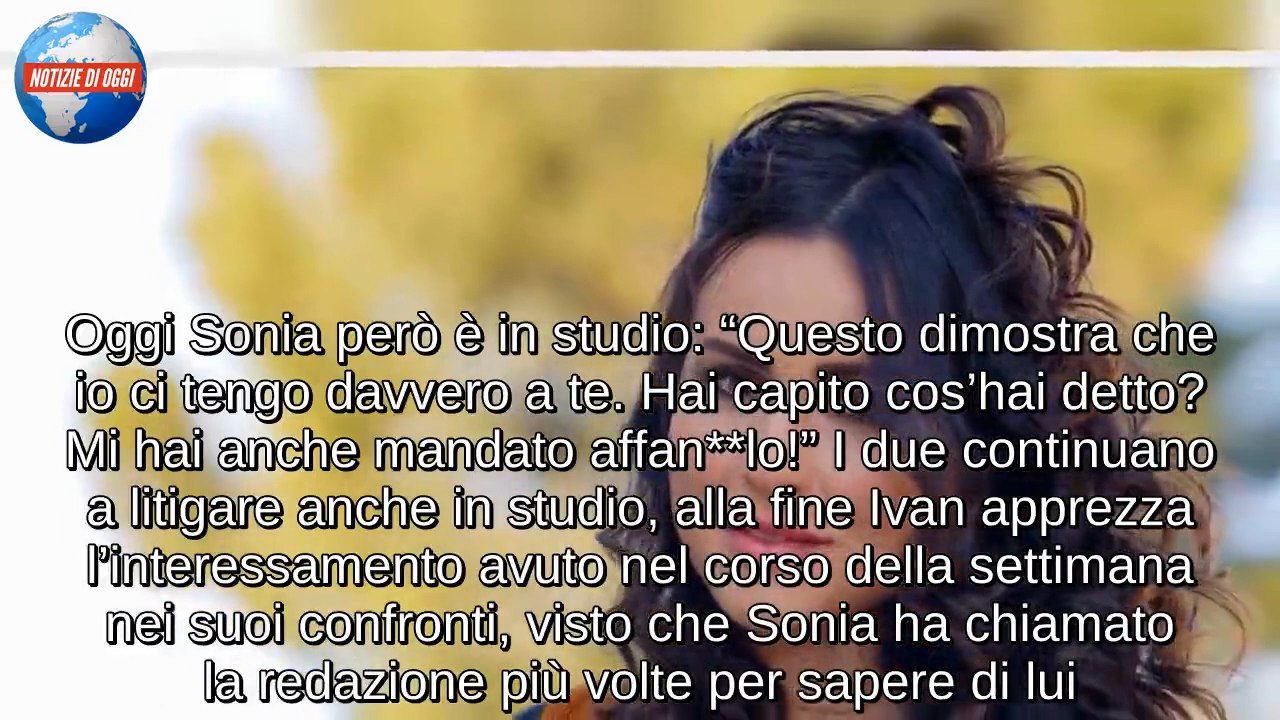 NOTIZIE DI OGGI
Oggi Sonia però è in studio: “Questo dimostra che
io ci tengo davvero a te. Hai capito cos’hai detto?
Mi hai anche mandato affan**lo!” I due continuano
a litigare anche in studio, alla fine Ivan apprezza
l’interessamento avuto nel corso della settimana
nei suoi confronti, visto che Sonia ha chiamato
la redazione più volte per sapere di lui